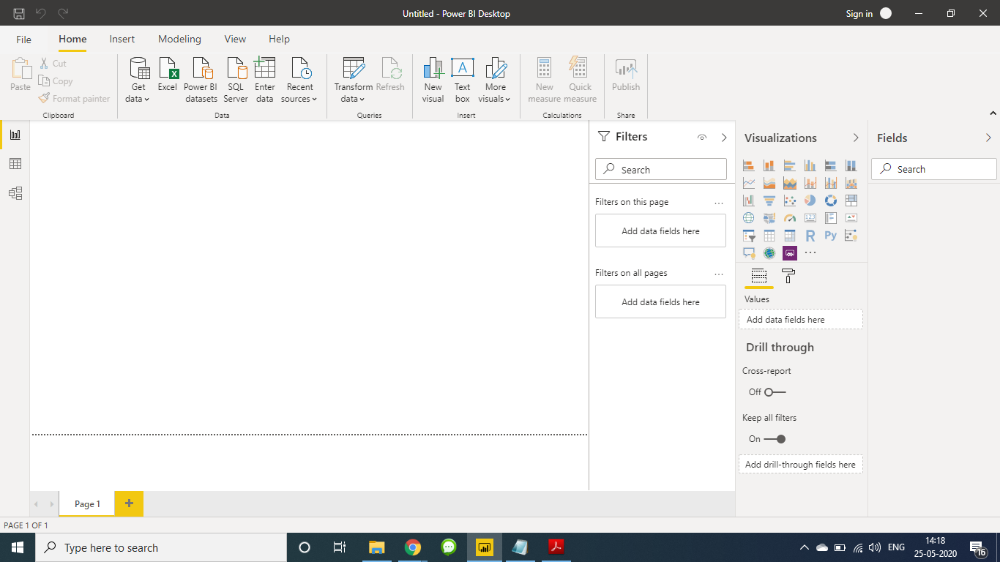 Untitled - Power BI Desktop
Sign in
File Home Insert Modeling View Help
Paste
Cut
Copy
Format painter
Clipboard
Get data
Excel
Power BI datasets
SQL Server
Enter data
Recent sources
Data
Transform data
Refresh
Queries
New visual
Text box
A
More visuals
Insert
New measure
Quick measure
Calculations
Publish
Share
Filters
Search
Filters on this page
...
Add data fields here
Filters on all pages
...
Add data fields here
Visualizations
123
R Py
...
Values
Add data fields here
Drill through
Cross-report
Off
Keep all filters
On
Add drill-through fields here
Fields
Search
Page 1
+
PAGE 1 OF 1
Type here to search
ENG
14:18
25-05-2020
16